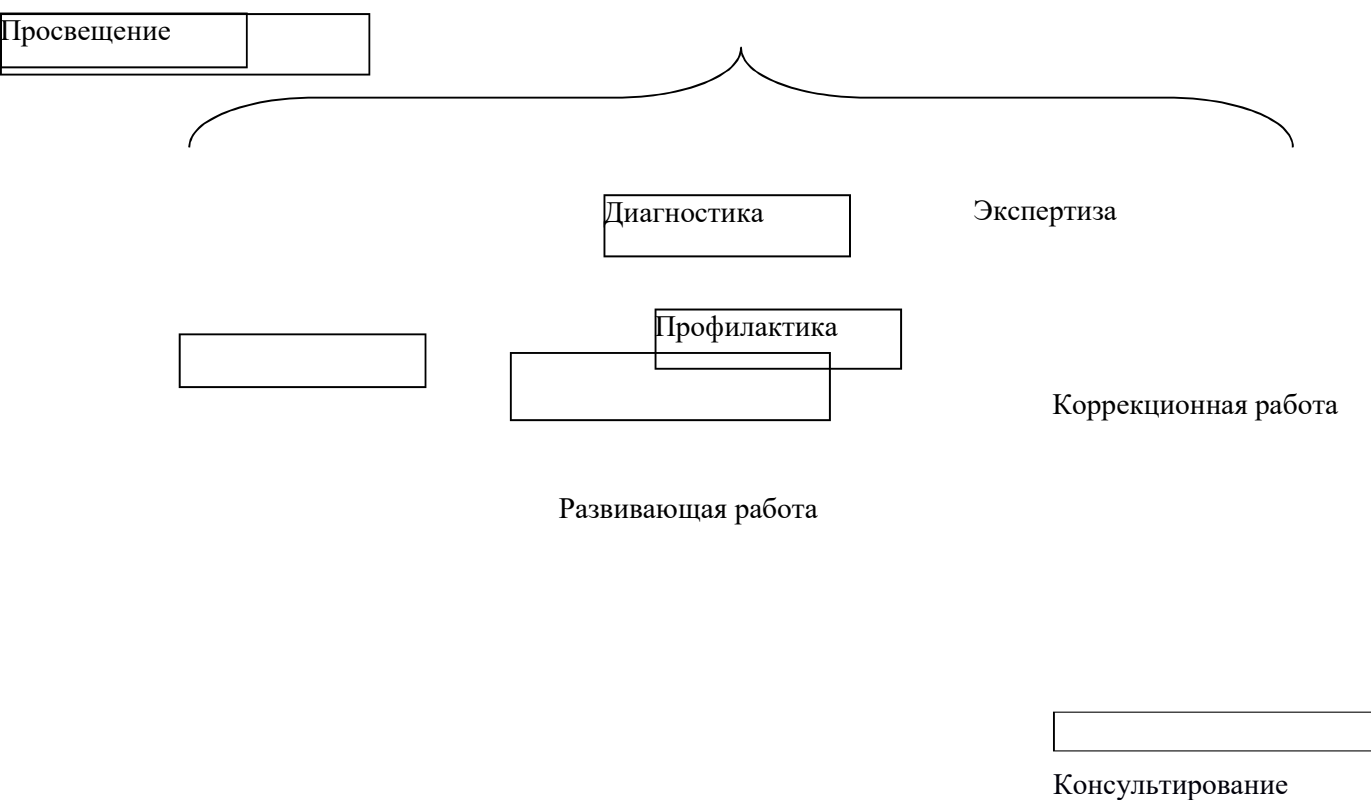 Просвещение
Диагностика
Экспертиза
Профилактика
Коррекционная работа
Развивающая работа
Консультирование